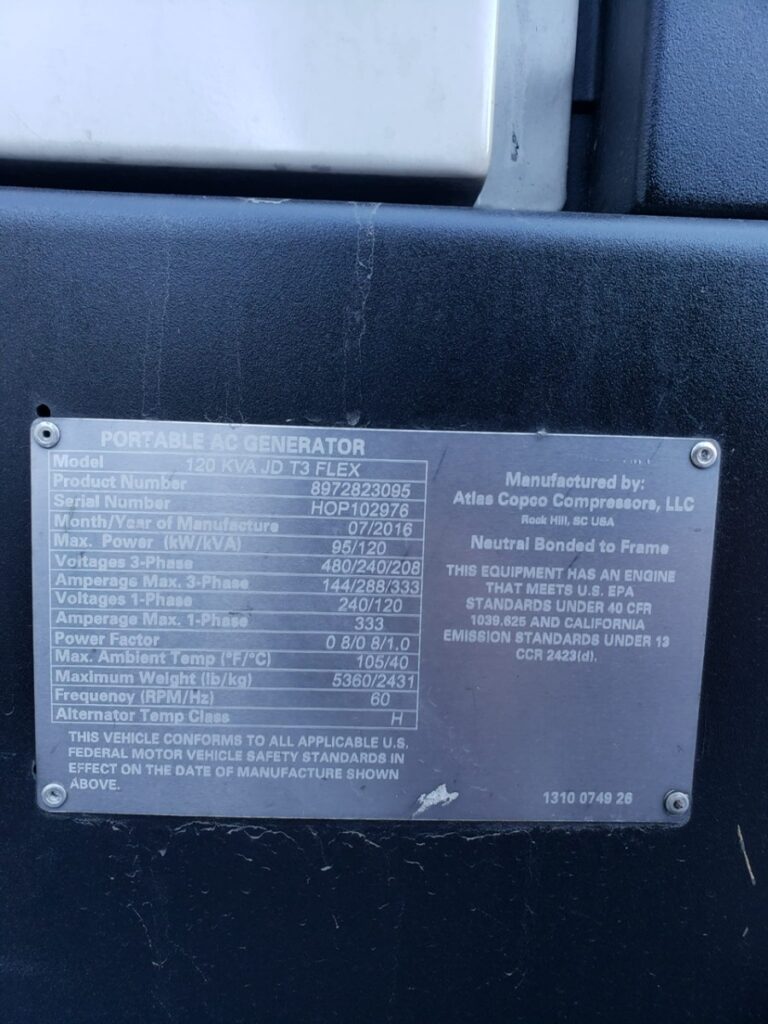 PORTABLE AC GENERATOR
Model 120 KVA JD T3 FLEX
Product Number 8972823095
Serial Number HOP102976
Month/Year of Manufacture 07/2016
Max. Power (kW/kVA) 95/120
Voltages 3-Phase 480/240/208
Amperage Max. 3-Phase 144/288/333
Voltages 1-Phase 240/120
Amperage Max. 1-Phase 333
Power Factor 0 8/0 8/1.0
Max. Ambient Temp (°F/°C) 105/40
Maximum Weight (lb/kg) 5360/2431
Frequency (RPM/Hz) 60
Alternator Temp Class H
THIS VEHICLE CONFORMS TO ALL APPLICABLE U.S.
FEDERAL MOTOR VEHICLE SAFETY STANDARDS IN
EFFECT ON THE DATE OF MANUFACTURE SHOWN
ABOVE.
Manufactured by:
Atlas Copco Compressors, LLC
Rock Hill, SC USA
Neutral Bonded to Frame
THIS EQUIPMENT HAS AN ENGINE
THAT MEETS U.S. EPA
STANDARDS UNDER 40 CFR
1039.625 AND CALIFORNIA
EMISSION STANDARDS UNDER 13
CCR 2423(d).
1310 0749 26